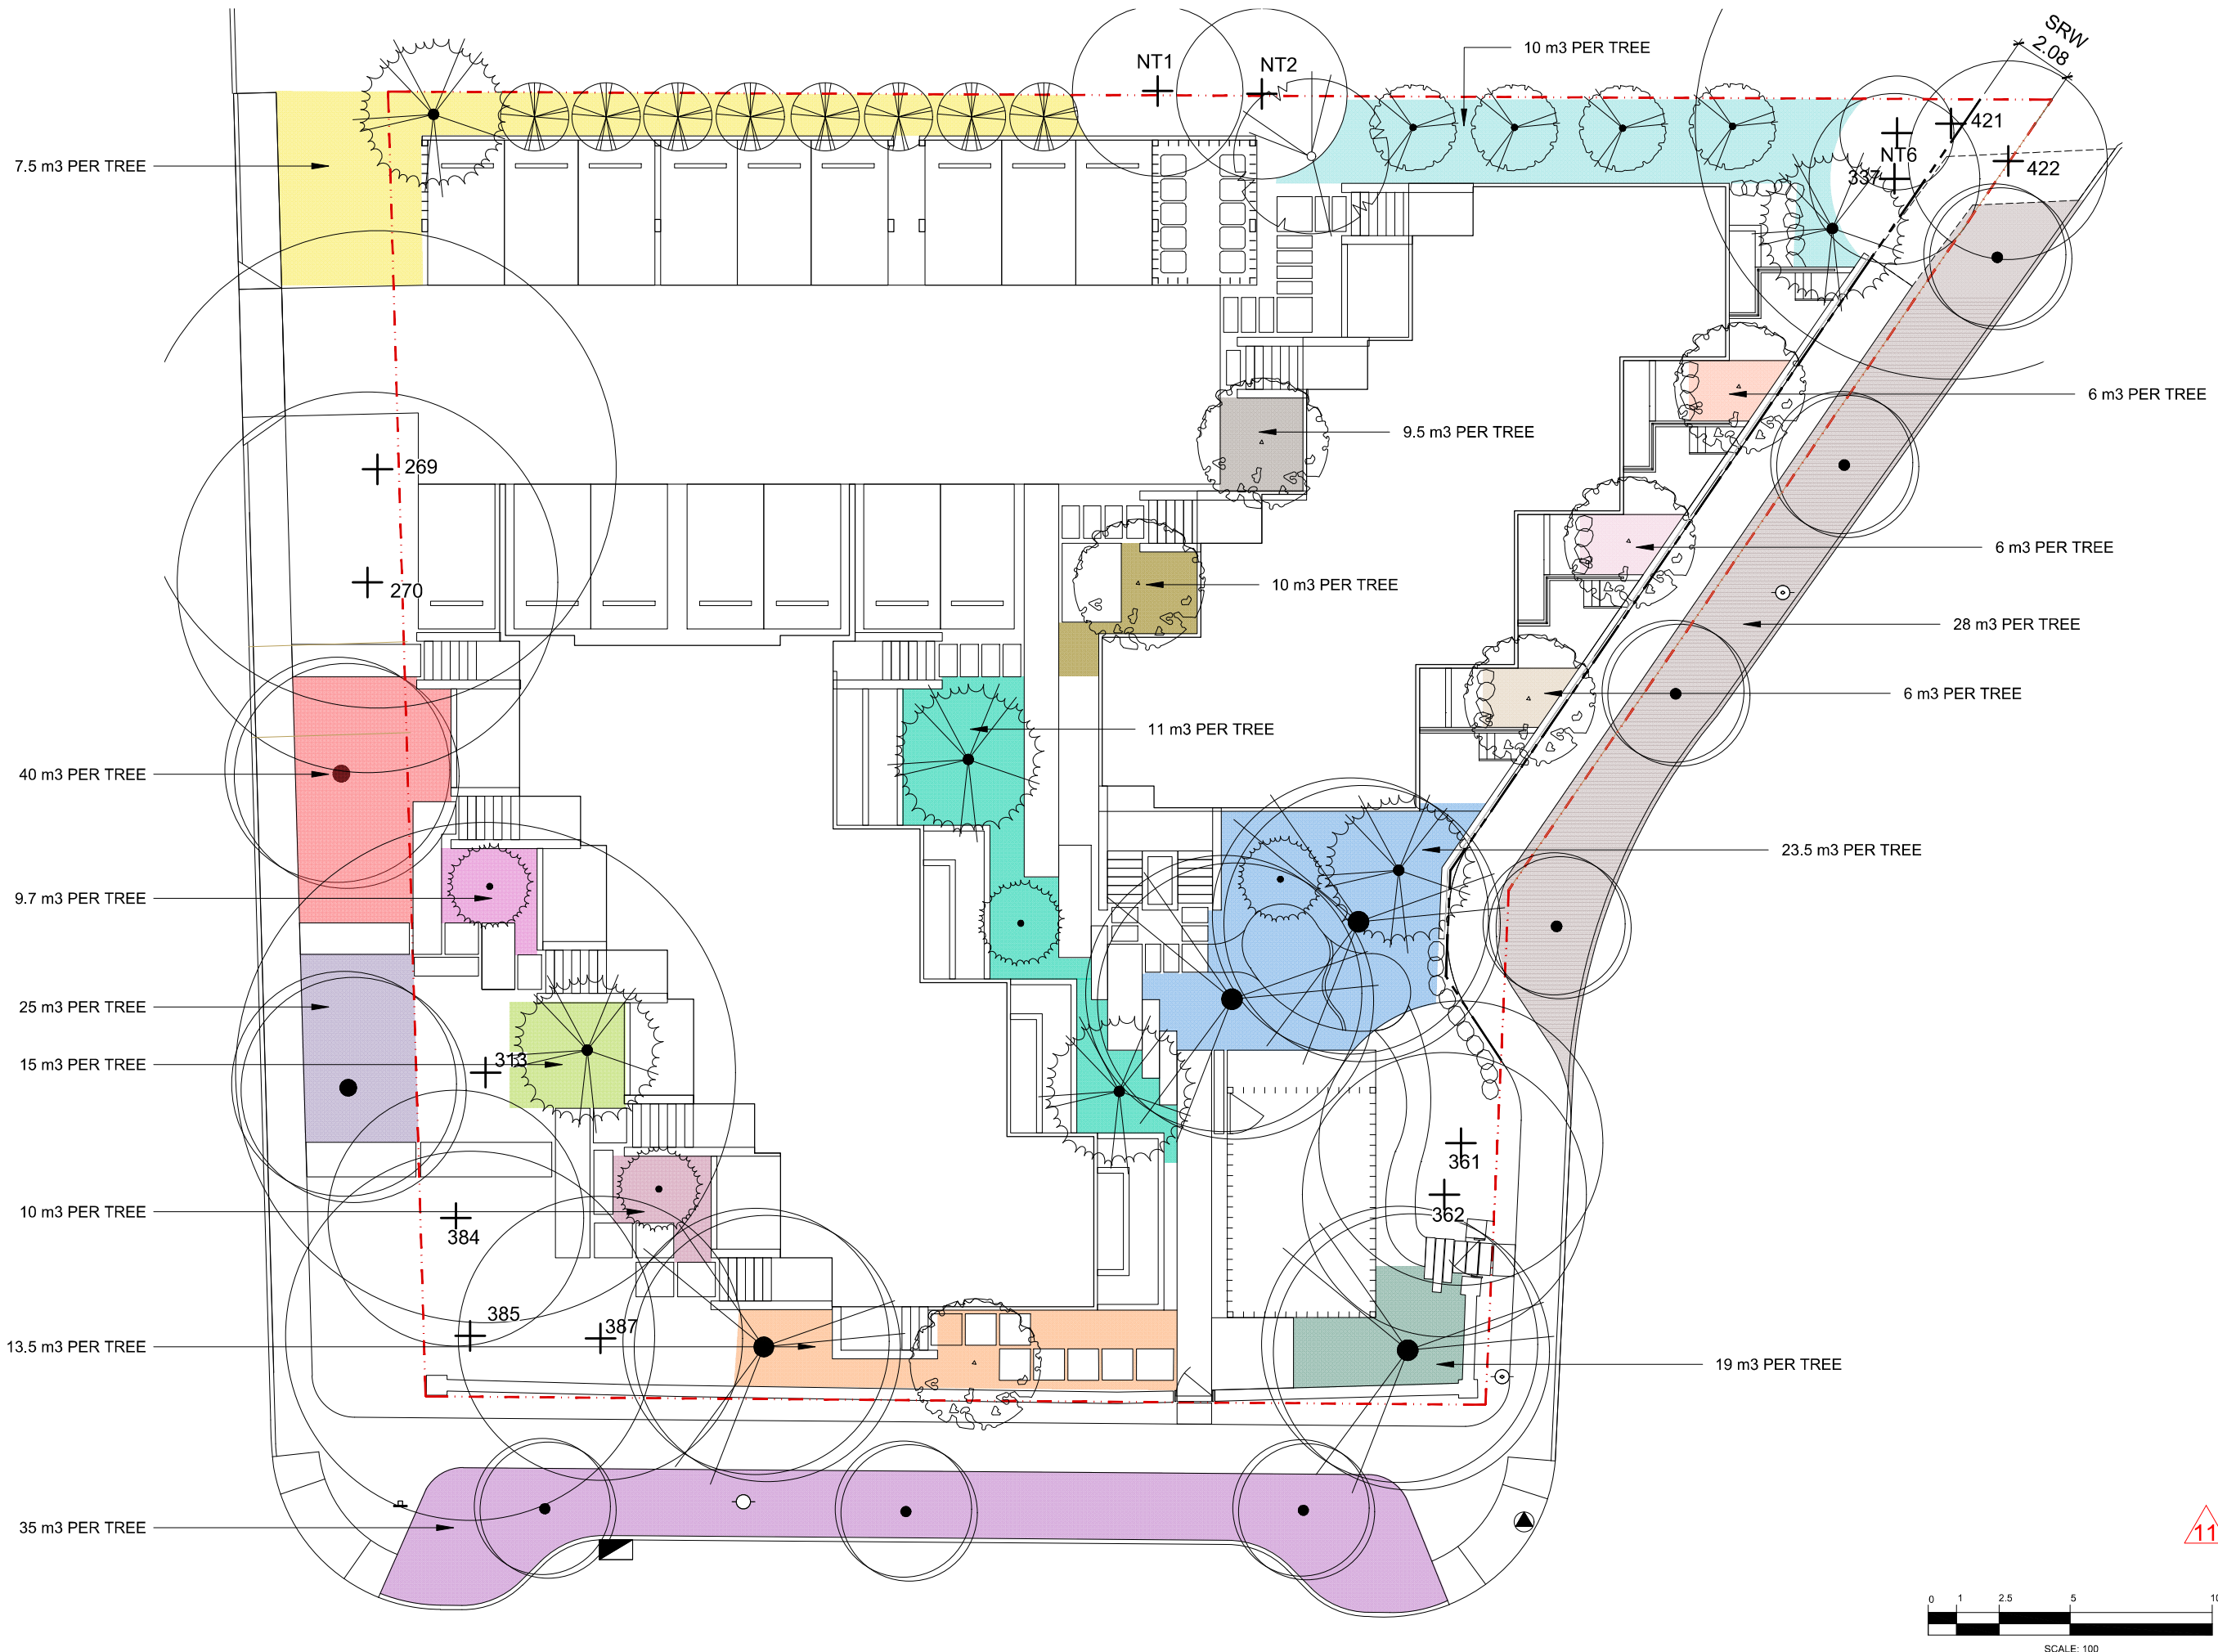 SRW
2.08
10 m3 PER TREE
NT1
NT2
421
NT6
337
422
7.5 m3 PER TREE
6 m3 PER TREE
9.5 m3 PER TREE
269
6 m3 PER TREE
10 m3 PER TREE
270
28 m3 PER TREE
6 m3 PER TREE
11 m3 PER TREE
40 m3 PER TREE
23.5 m3 PER TREE
9.7 m3 PER TREE
25 m3 PER TREE
313
15 m3 PER TREE
361
10 m3 PER TREE
362
384
385
387
13.5 m3 PER TREE
19 m3 PER TREE
35 m3 PER TREE
11
0 1 2.5 5 10
SCALE: 100